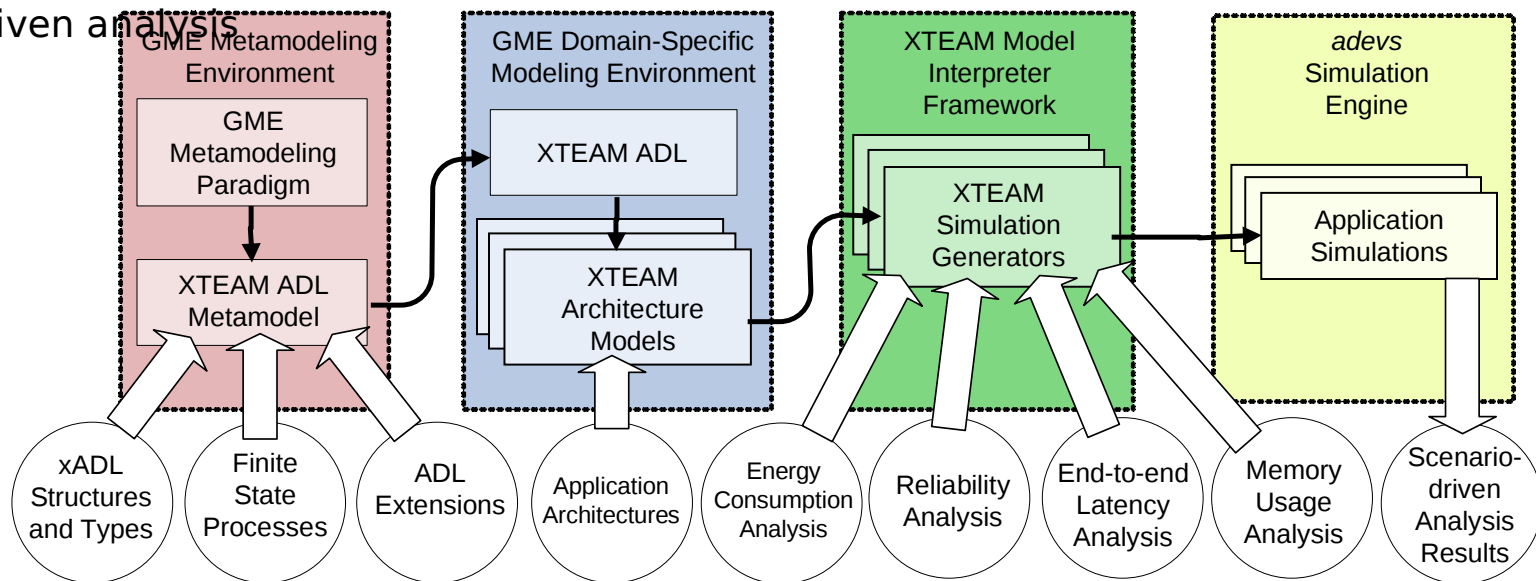 iven analysis
GME Metamodeling
Environment
GME
Metamodeling
Paradigm
XTEAM ADL
Metamodel
GME Domain-Specific
Modeling Environment
XTEAM ADL
XTEAM
Architecture
Models
XTEAM Model
Interpreter
Framework
XTEAM
Simulation
Generators
adevs
Simulation
Engine
Application
Simulations
xADL
Structures
and Types
Finite
State
Processes
ADL
Extensions
Application
Architectures
Energy
Consumption
Analysis
Reliability
Analysis
End-to-end
Latency
Analysis
Memory
Usage
Analysis
Scenario-
driven
Analysis
Results